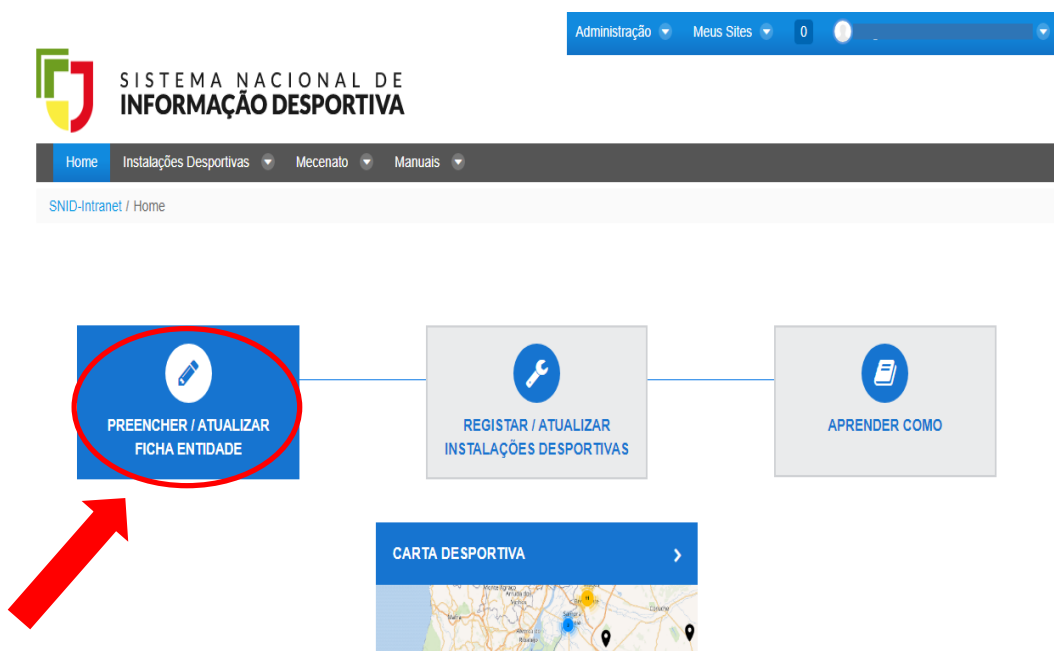 Administração Meus Sites 0
SISTEMA NACIONAL DE
INFORMAÇÃO DESPORTIVA
Home Instalações Desportivas Mecenato Manuais
SNID-Intranet / Home
PREENCHER / ATUALIZAR
FICHA ENTIDADE
REGISTAR / ATUALIZAR
INSTALAÇÕES DESPORTIVAS
APRENDER COMO
CARTA DESPORTIVA